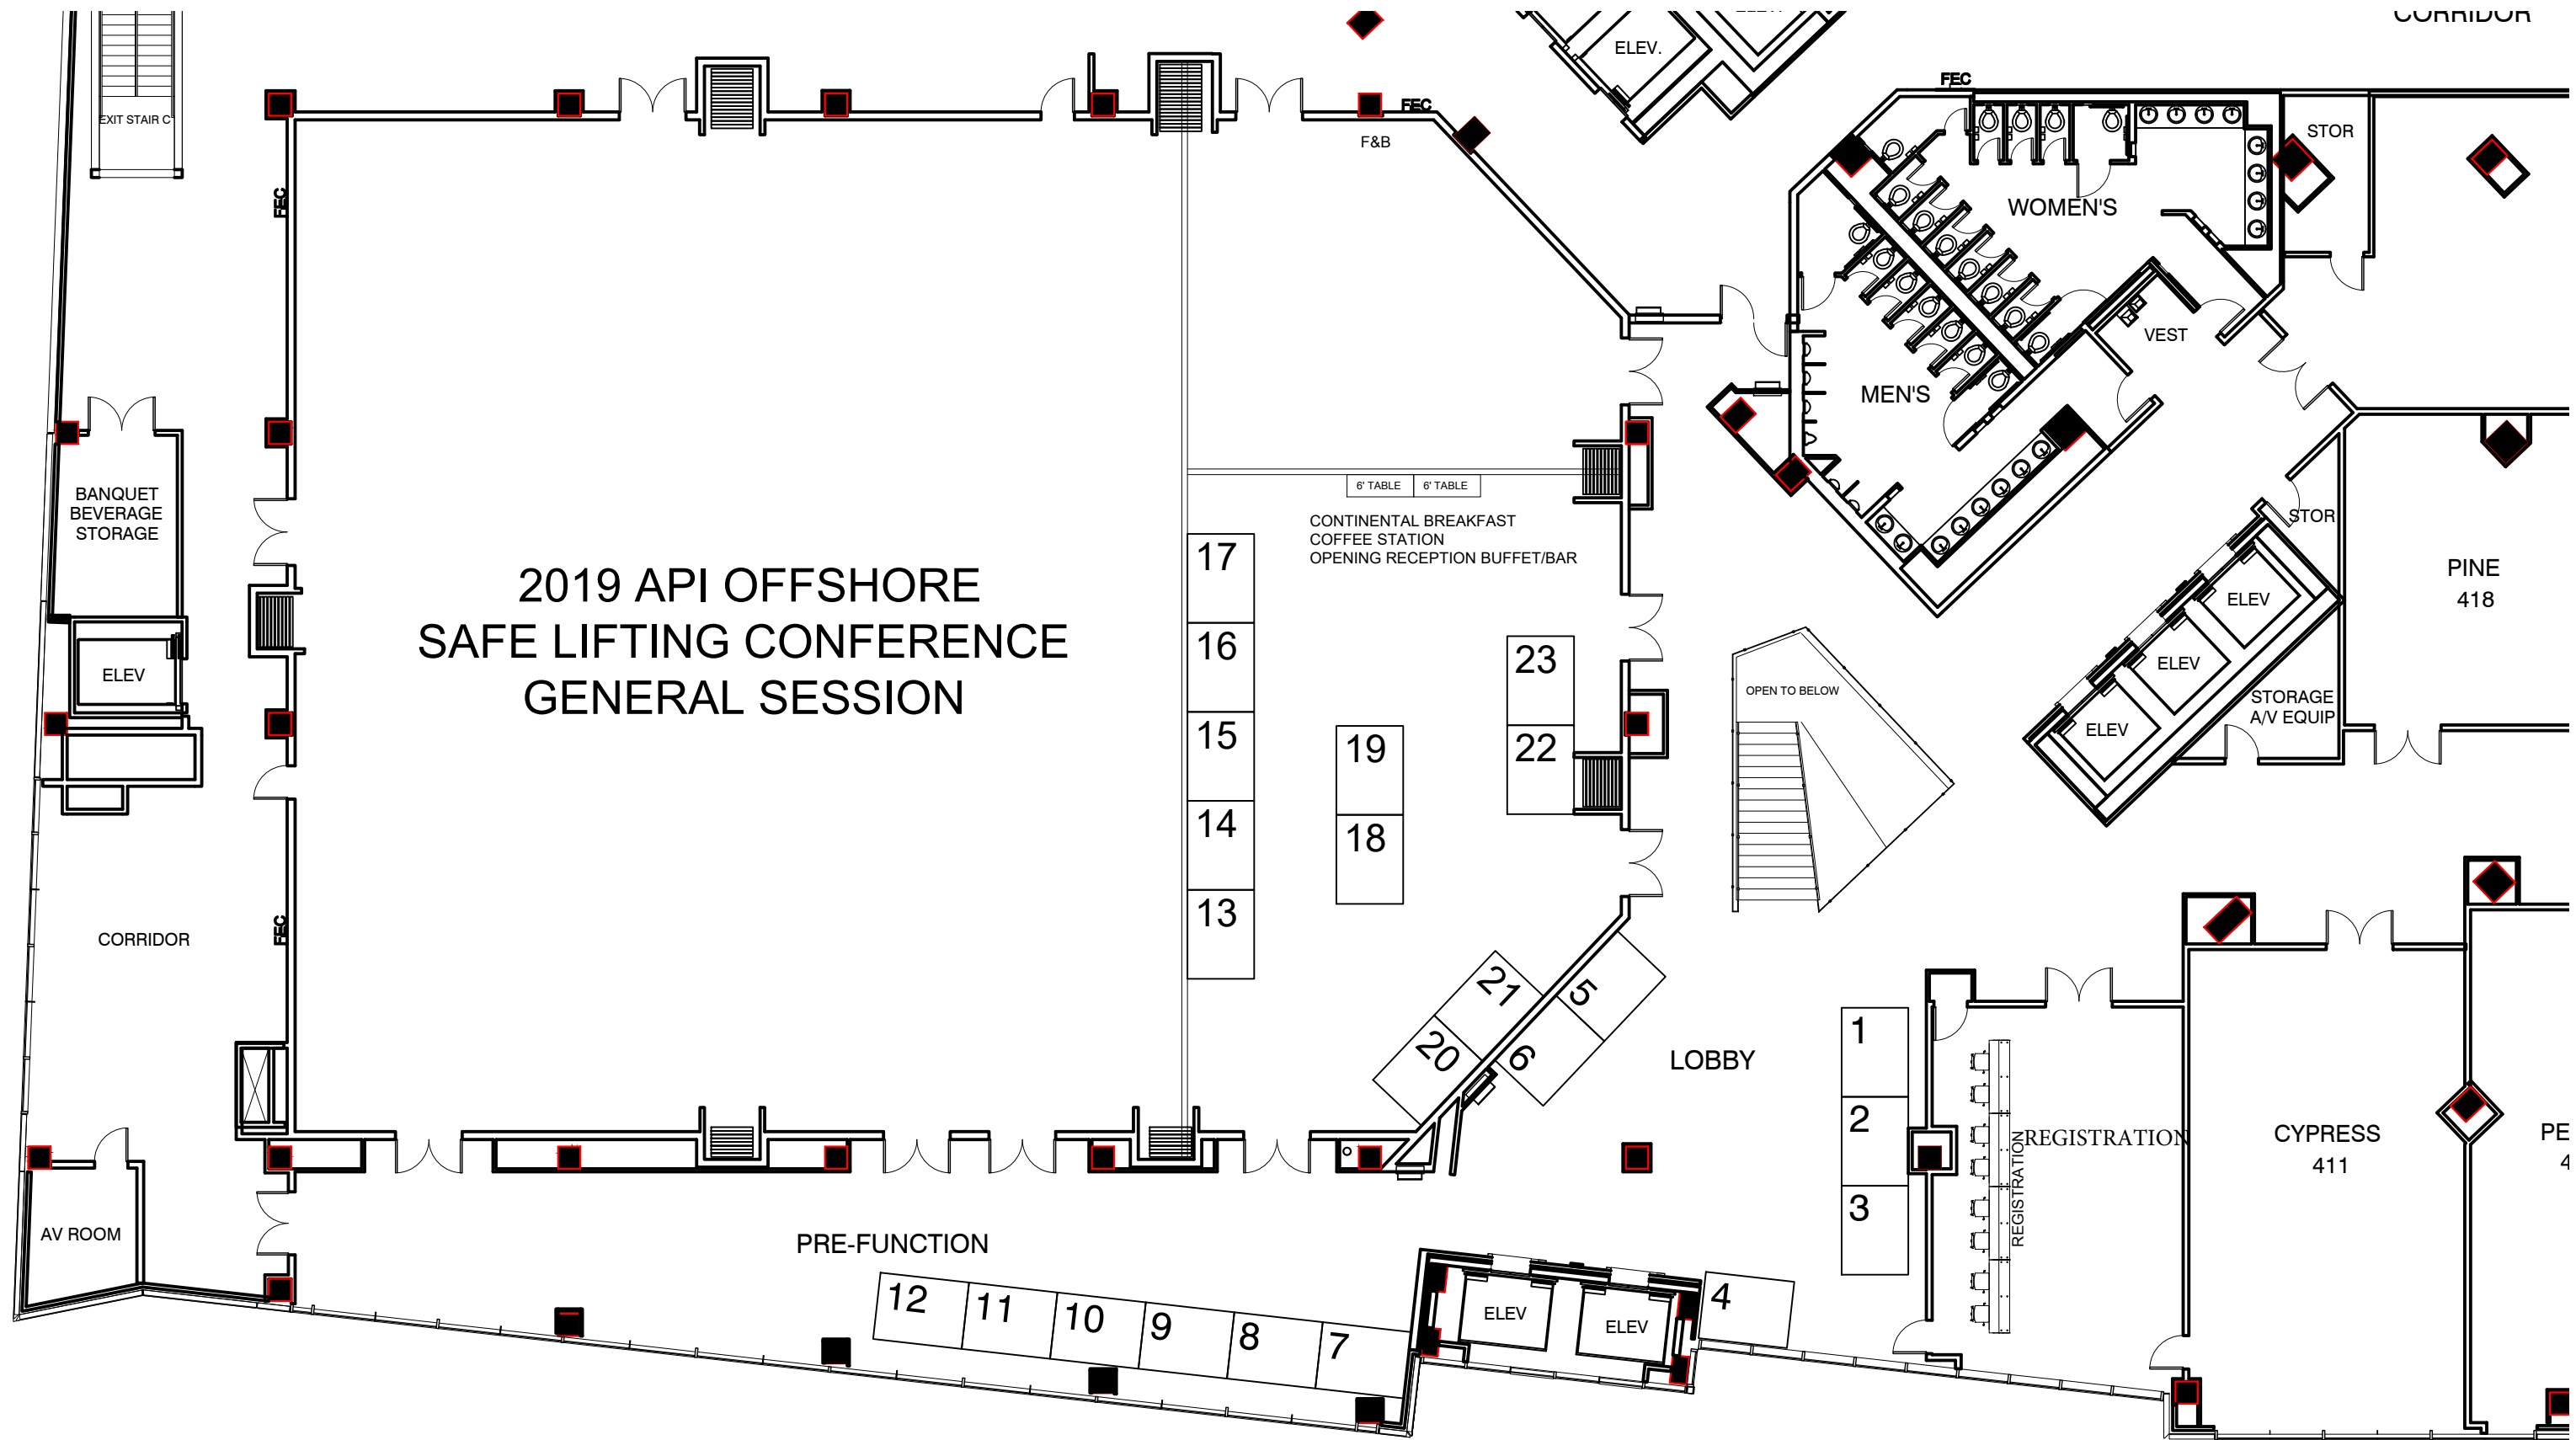 CORRIDOR
ELEV.
FEC
FEC
EXIT STAIR C
F&B
STOR
FEC
WOMEN'S
VEST
MEN'S
BANQUET
BEVERAGE
STORAGE
6' TABLE
6' TABLE
CONTINENTAL BREAKFAST
COFFEE STATION
OPENING RECEPTION BUFFET/BAR
STOR
2019 API OFFSHORE
SAFE LIFTING CONFERENCE
GENERAL SESSION
17
16
15
14
13
23
22
19
18
PINE
418
ELEV
ELEV
ELEV
ELEV
OPEN TO BELOW
STORAGE
A/V EQUIP
CORRIDOR
FEC
21
20
5
6
LOBBY
1
2
3
REGISTRATION
REGISTRATION
CYPRESS
411
AV ROOM
PRE-FUNCTION
12
11
10
9
8
7
ELEV
ELEV
4